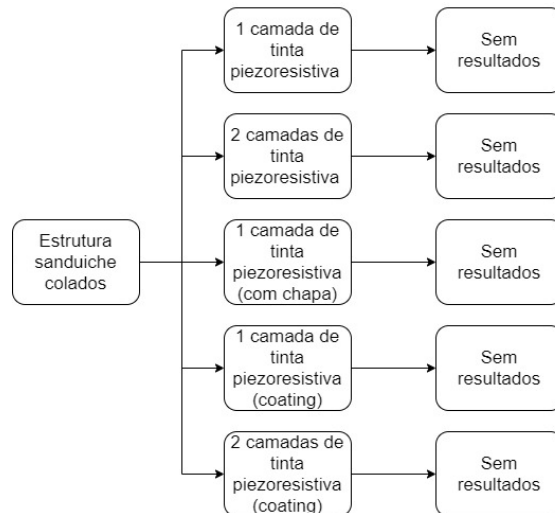 1 camada de
tinta
piezoresistiva
Sem
resultados
2 camadas de
tinta
piezoresistiva
Sem
resultados
Estrutura
sanduiche
colados
1 camada de
tinta
piezoresistiva
(com chapa)
Sem
resultados
1 camada de
tinta
piezoresistiva
(coating)
Sem
resultados
2 camadas de
tinta
piezoresistiva
(coating)
Sem
resultados